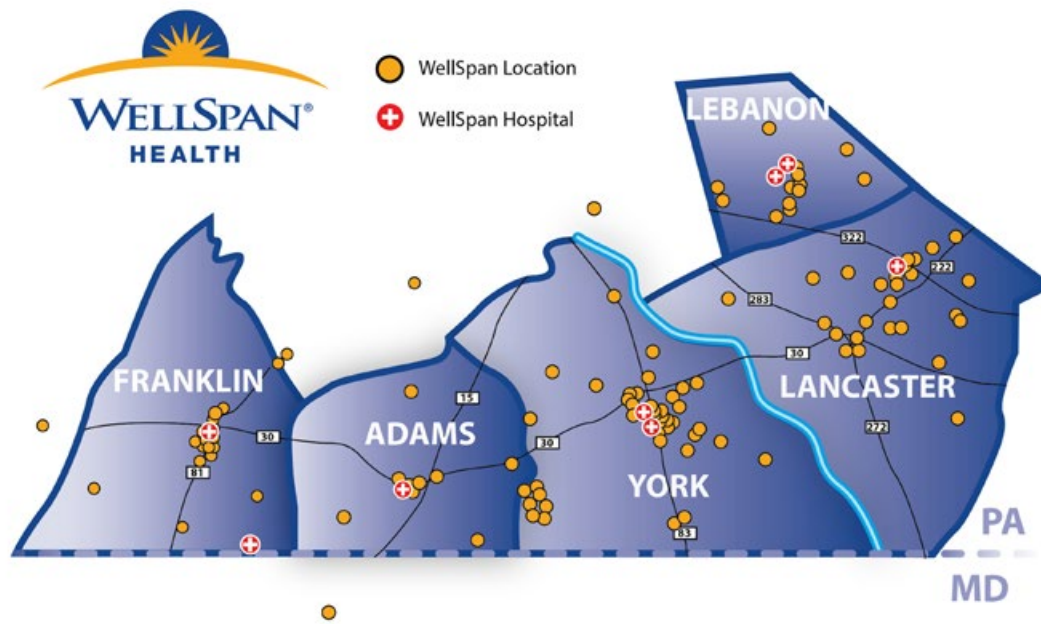 WELLSPAN®
HEALTH
WellSpan Location
WellSpan Hospital
LEBANON
322
222
283
FRANKLIN
30
LANCASTER
15
ADAMS
30
30
272
81
YORK
83
PA
MD